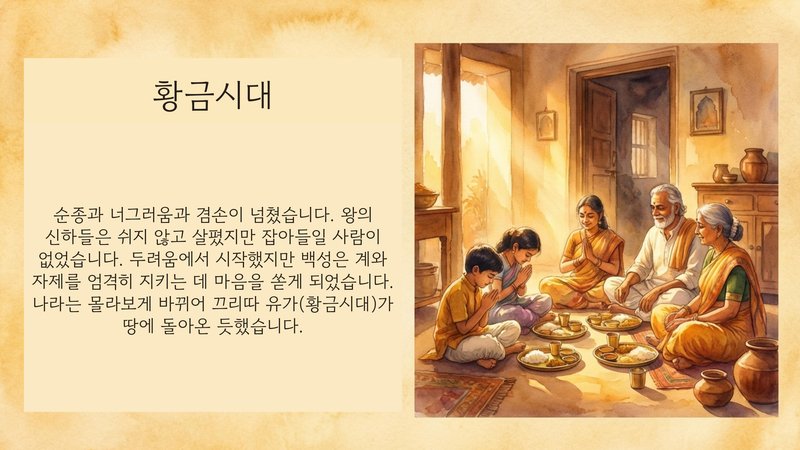 황금시대
순종과 너그러움과 겸손이 넘쳤습니다. 왕의
신하들은 쉬지 않고 살폈지만 잡아들일 사람이
없었습니다. 두려움에서 시작했지만 백성은 계와
자제를 엄격히 지키는 데 마음을 쏟게 되었습니다.
나라는 몰라보게 바뀌어 끄리따 유가(황금시대)가
땅에 돌아온 듯했습니다.